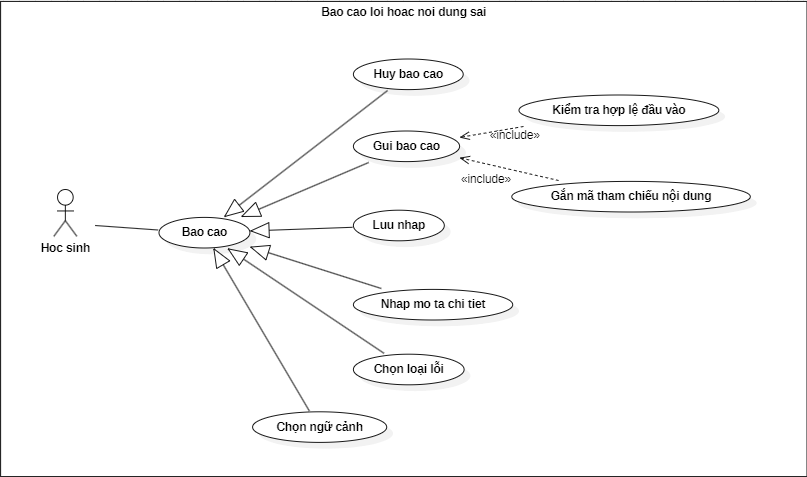 Bao cao loi hoac noi dung sai
Huy bao cao
Kiểm tra hợp lệ đầu vào
«include»
Gui bao cao
«include»
Gắn mã tham chiếu nội dung
Hoc sinh
Bao cao
Luu nhap
Nhap mo ta chi tiet
Chọn loại lỗi
Chọn ngữ cảnh